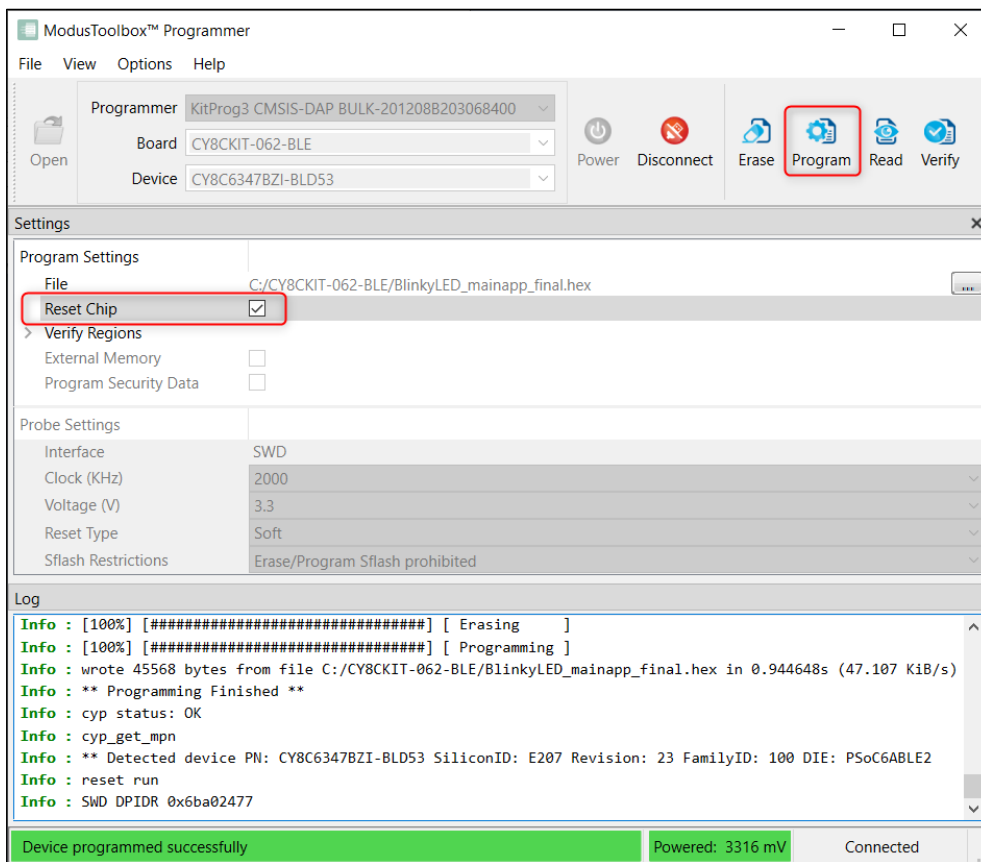 ModusToolbox™ Programmer
File View Options Help
Open
Programmer KitProg3 CMSIS-DAP BULK-201208B203068400
Board CY8CKIT-062-BLE
Device CY8C6347BZI-BLD53
Power Disconnect Erase Program Read Verify
Settings
Program Settings
File C:/CY8CKIT-062-BLE/BlinkyLED_mainapp_final.hex ...
Reset Chip
Verify Regions
External Memory
Program Security Data
Probe Settings
Interface SWD
Clock (KHz) 2000
Voltage (V) 3.3
Reset Type Soft
Sflash Restrictions Erase/Program Sflash prohibited
Log
Info : [100%] [################################] [ Erasing     ]
Info : [100%] [################################] [ Programming ]
Info : wrote 45568 bytes from file C:/CY8CKIT-062-BLE/BlinkyLED_mainapp_final.hex in 0.944648s (47.107 KiB/s)
Info : ** Programming Finished **
Info : cyp status: OK
Info : cyp_get_mpn
Info : ** Detected device PN: CY8C6347BZI-BLD53 SiliconID: E207 Revision: 23 FamilyID: 100 DIE: PSoC6ABLE2
Info : reset run
Info : SWD DPIDR 0x6ba02477
Device programmed successfully Powered: 3316 mV Connected